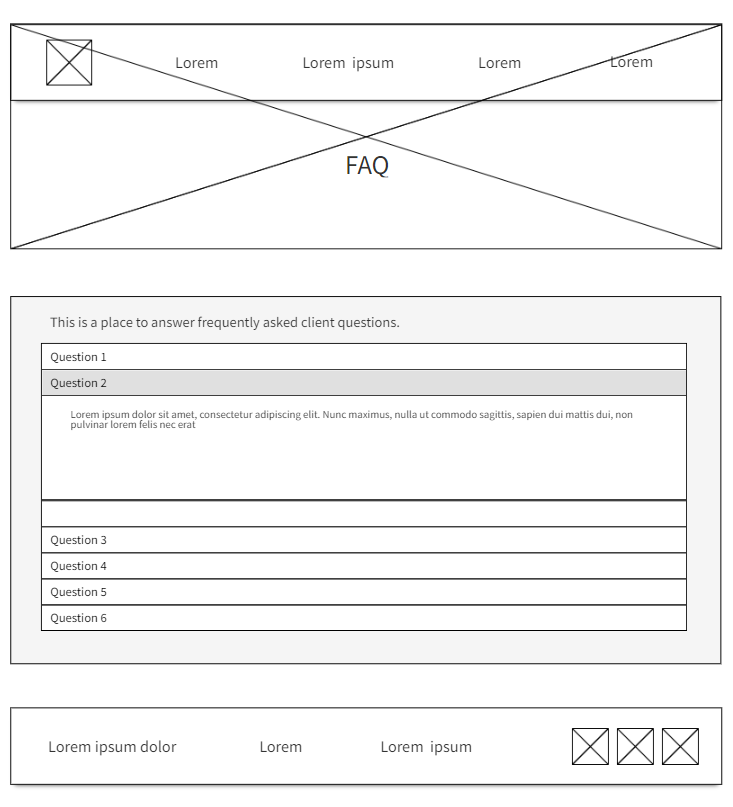 Lorem Lorem ipsum Lorem Lorem
FAQ
This is a place to answer frequently asked client questions.
Question 1
Question 2
Lorem ipsum dolor sit amet, consectetur adipiscing elit. Nunc maximus, nulla ut commodo sagittis, sapien dui mattis dui, non
pulvinar lorem felis nec erat
Question 3
Question 4
Question 5
Question 6
Lorem ipsum dolor Lorem Lorem ipsum